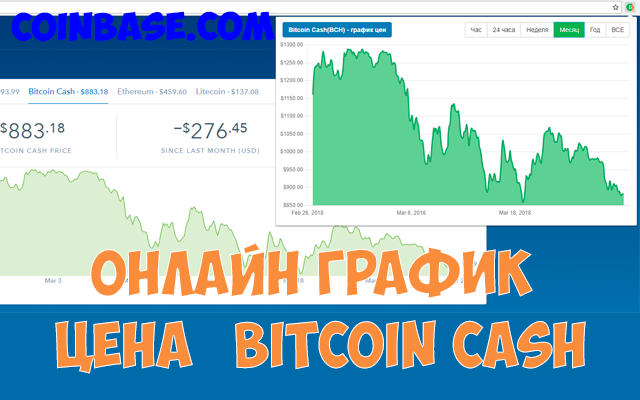 COINBASE.COM
Bitcoin Cash(BCH) - график цен
Час 24 часа Неделя Месяц Год ВСЕ
$1300.00
$1250.00
$1200.00
$1150.00
$1100.00
$1050.00
$1000.00
$950.00
$900.00
$850.00
Feb 26, 2018 Mar 8, 2018 Mar 18, 2018
93.99 Bitcoin Cash · $883.18 Ethereum · $459.60 Litecoin · $137.08
$883.18 −$276.45
TCOIN CASH PRICE SINCE LAST MONTH (USD)
Mar 3
ОНЛАЙН ГРАФИК
ЦЕНА BITCOIN CASH